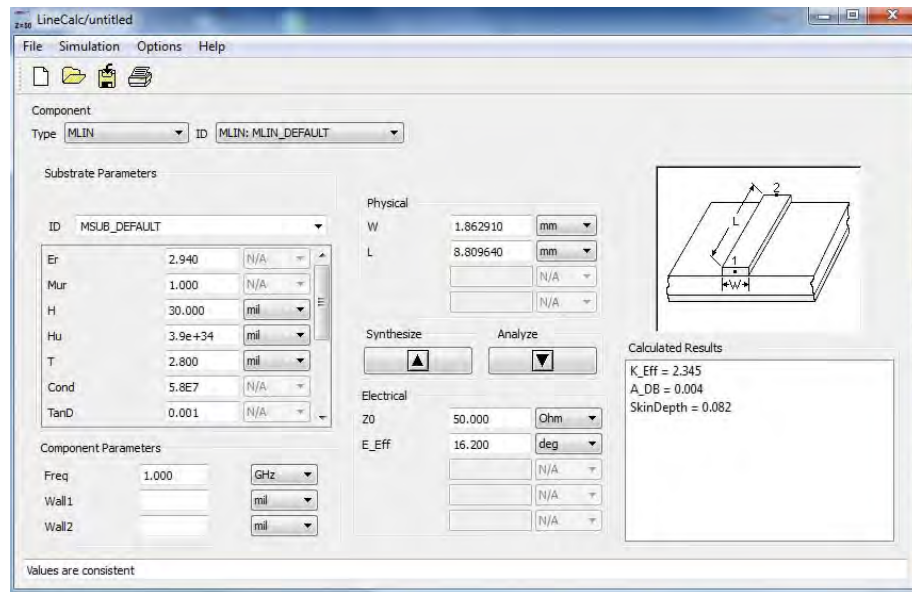 Z=50 LineCalc/untitled
File Simulation Options Help
Component
Type MLIN ID MLIN: MLIN_DEFAULT
Substrate Parameters
ID MSUB_DEFAULT
Er 2.940 N/A
Mur 1.000 N/A
H 30.000 mil
Hu 3.9e+34 mil
T 2.800 mil
Cond 5.8E7 N/A
TanD 0.001 N/A
Component Parameters
Freq 1.000 GHz
Wall1 mil
Wall2 mil
Physical
W 1.862910 mm
L 8.809640 mm
N/A
N/A
Synthesize Analyze
Electrical
Z0 50.000 Ohm
E_Eff 16.200 deg
N/A
N/A
N/A
2
L
1
W
Calculated Results
K_Eff = 2.345
A_DB = 0.004
SkinDepth = 0.082
Values are consistent